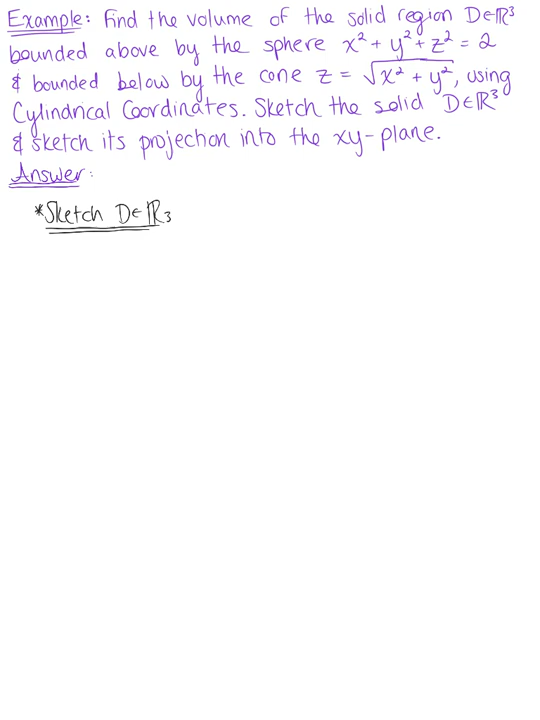 Example: Find the volume of the solid region D∈ℝ³
bounded above by the sphere x² + y² + z² = 2
& bounded below by the cone z = √(x² + y²), using
Cylindrical Coordinates. Sketch the solid D∈ℝ³
& sketch its projection into the xy-plane.
Answer:
*Sketch D∈ℝ₃